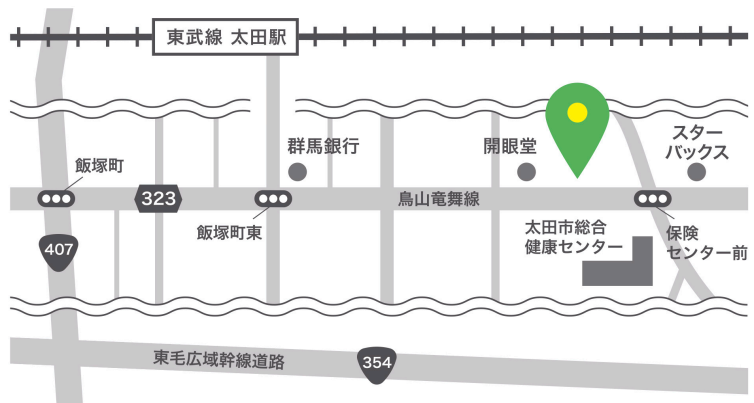 東武線 太田駅
群馬銀行
開眼堂
スター
バックス
飯塚町
323
鳥山竜舞線
飯塚町東
太田市総合
健康センター
保険
センター前
407
東毛広域幹線道路
354